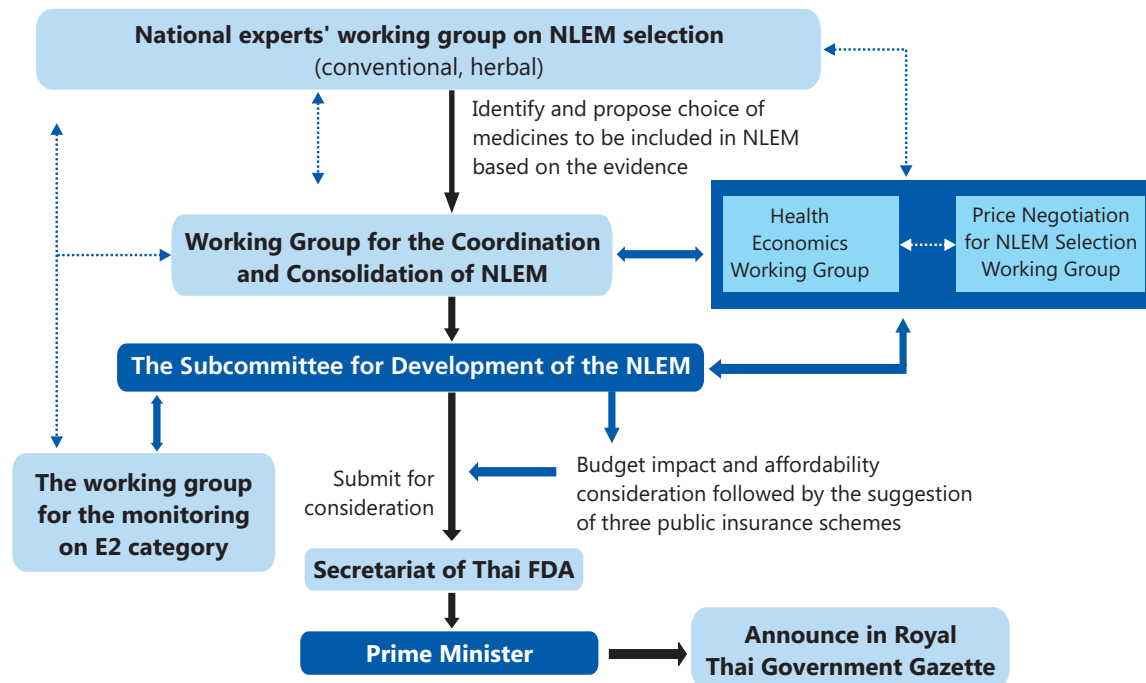 National experts' working group on NLEM selection
(conventional, herbal)
Identify and propose choice of
medicines to be included in NLEM
based on the evidence
Health
Economics
Working Group
Price Negotiation
for NLEM Selection
Working Group
Working Group for the Coordination
and Consolidation of NLEM
The Subcommittee for Development of the NLEM
The working group
for the monitoring
on E2 category
Submit for
consideration
Budget impact and affordability
consideration followed by the suggestion
of three public insurance schemes
Secretariat of Thai FDA
Prime Minister
Announce in Royal
Thai Government Gazette